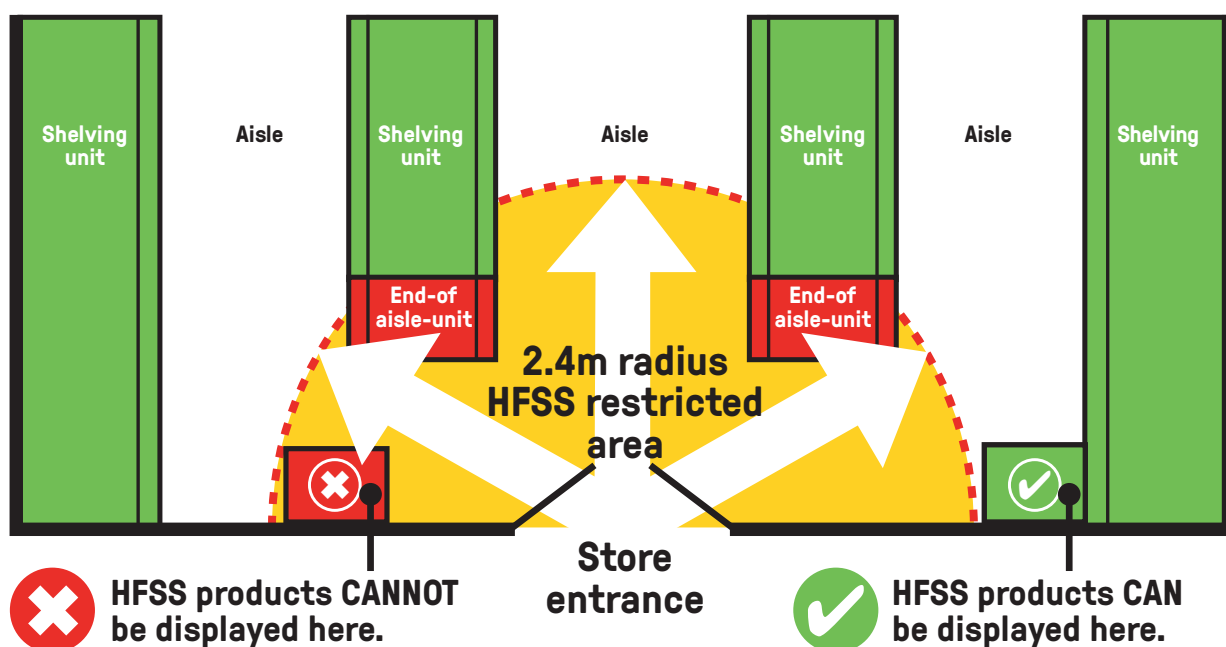 Shelving
unit
Aisle
Shelving
unit
Aisle
Shelving
unit
Aisle
Shelving
unit
End-of
aisle-unit
End-of
aisle-unit
2.4m radius
HFSS restricted
area
Store
entrance
HFSS products CANNOT
be displayed here.
HFSS products CAN
be displayed here.